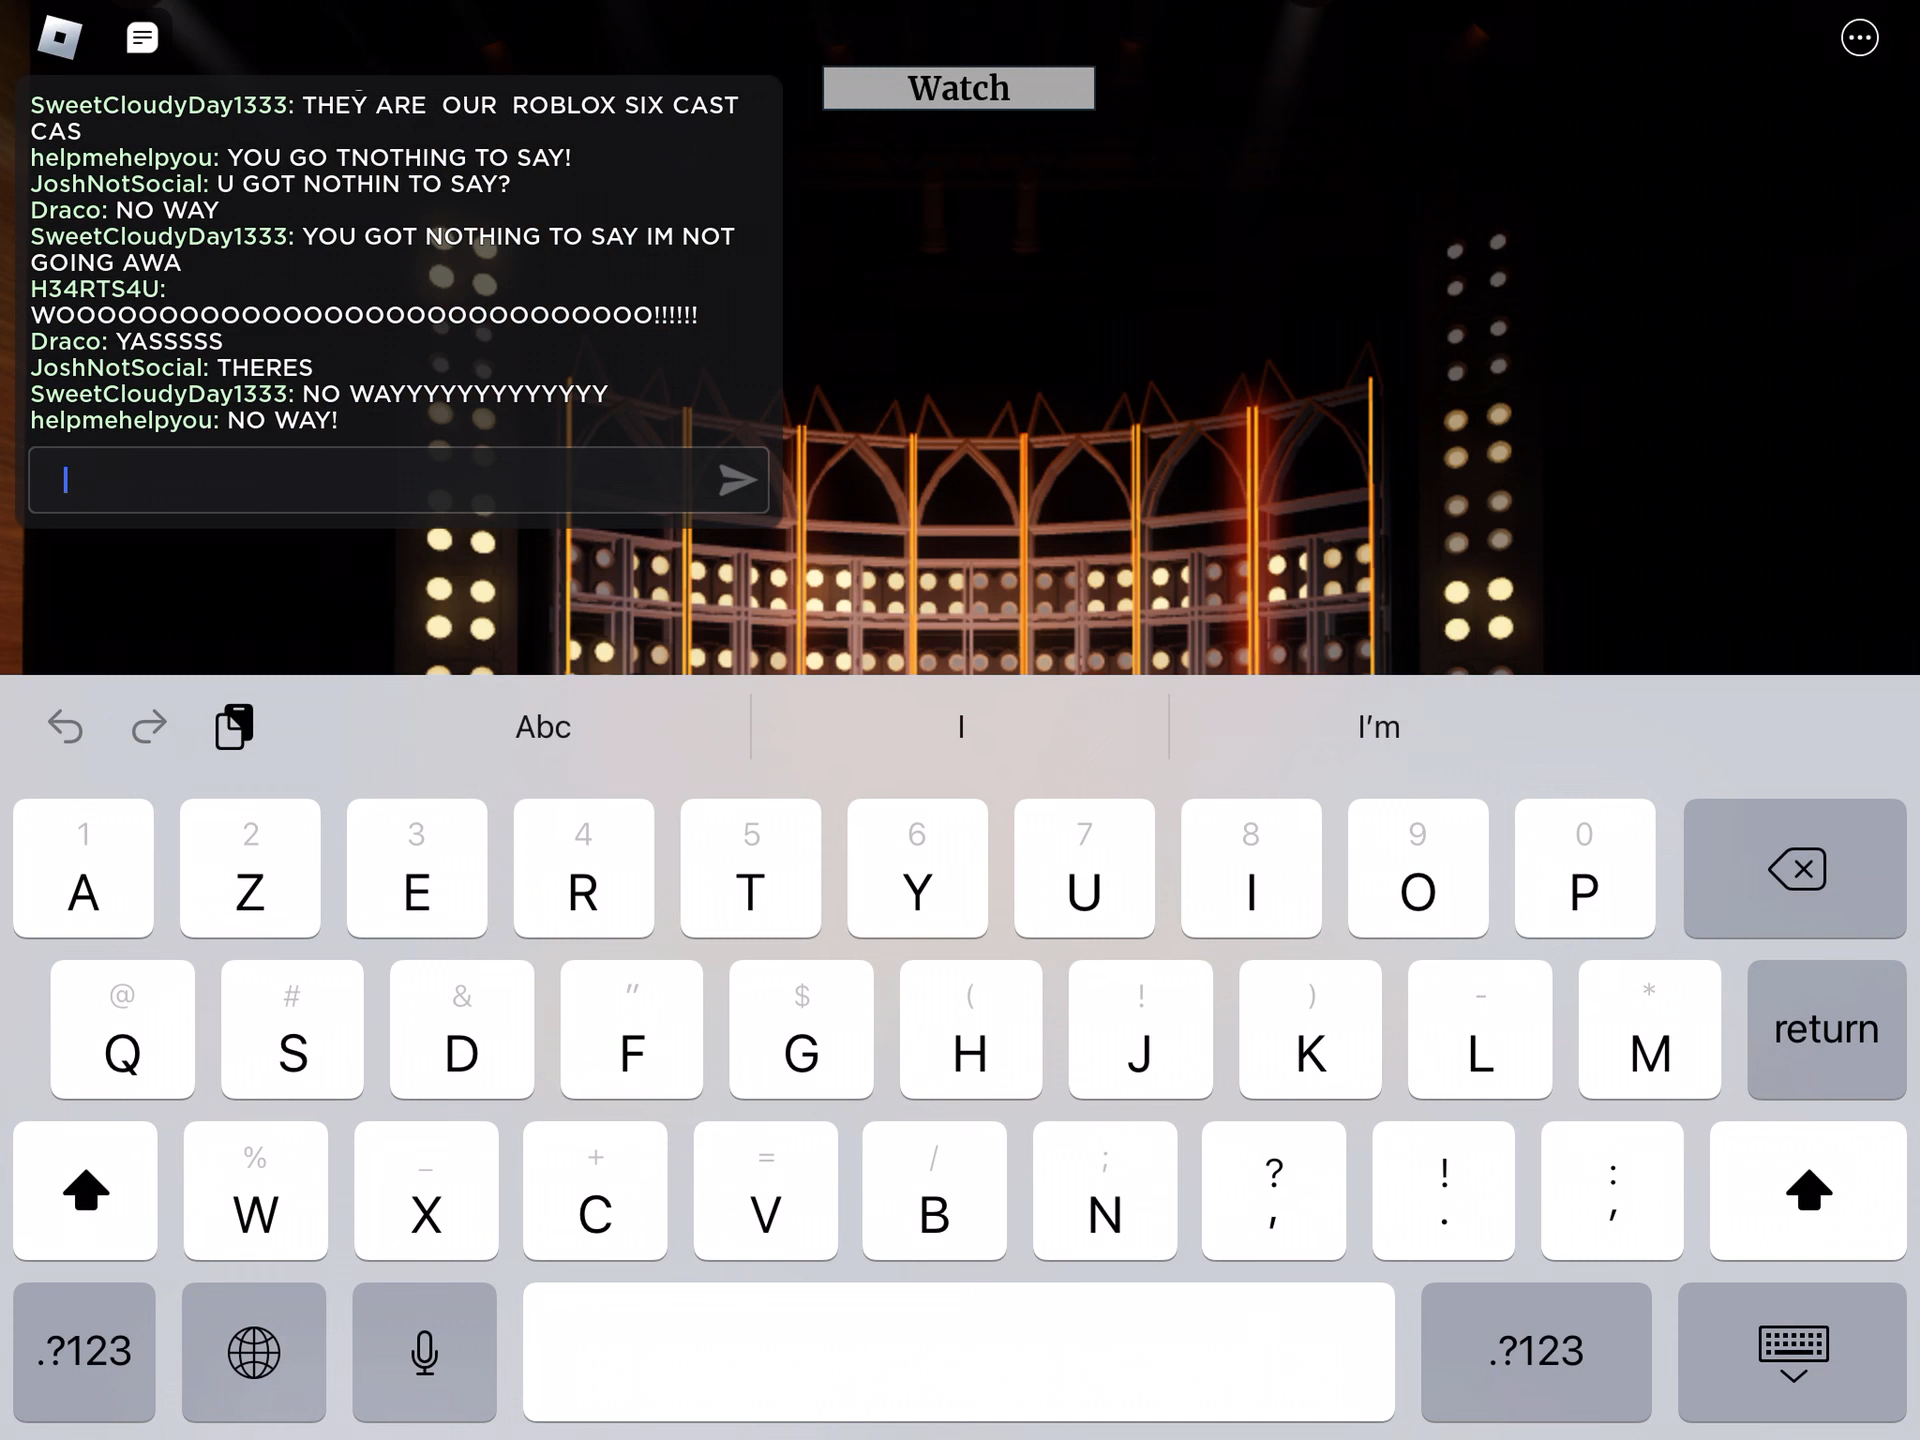 Watch
SweetCloudyDay1333: THEY ARE  OUR  ROBLOX SIX CAST
CAS
helpmehelpyou: YOU GO TNOTHING TO SAY!
JoshNotSocial: U GOT NOTHIN TO SAY?
Draco: NO WAY
SweetCloudyDay1333: YOU GOT NOTHING TO SAY IM NOT
GOING AWA
H34RTS4U:
WOOOOOOOOOOOOOOOOOOOOOOOOOOOOO!!!!!!
Draco: YASSSSS
JoshNotSocial: THERES
SweetCloudyDay1333: NO WAYYYYYYYYYYYYY
helpmehelpyou: NO WAY!
Abc I I’m
1 2 3 4 5 6 7 8 9 0
A Z E R T Y U I O P
@ # & " $ ( ! ) - *
Q S D F G H J K L M return
% _ + = / ; ? ! :
W X C V B N , . '
.?123 .?123